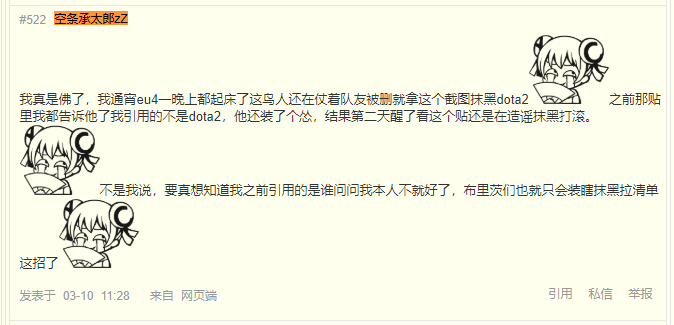 #522 空条承太郎zZ
我真是佛了，我通宵eu4一晚上都起床了这鸟人还在仗着队友被删就拿这个截图抹黑dota2 之前那贴
里我都告诉他了我引用的不是dota2，他还装了个怂，结果第二天醒了看这个贴还是在造谣抹黑打滚。
不是我说，要真想知道我之前引用的是谁问问我本人不就好了，布里茨们也就只会装瞎抹黑拉清单
这招了
发表于 03-10 11:28 来自 网页端 引用 私信 举报